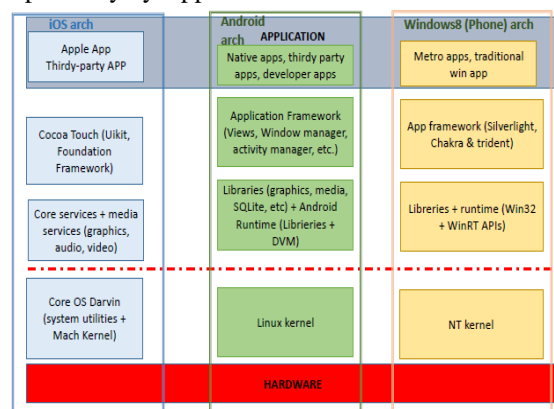 iOS arch
Apple App
Thirdy-party APP
Cocoa Touch (Uikit,
Foundation
Framework)
Core services + media
services (graphics,
audio, video)
Core OS Darvin
(system utilities +
Mach Kernel)
Android
arch
APPLICATION
Native apps, thirdy party
apps, developer apps
Application Framework
(Views, Window manager,
activity manager, etc.)
Libraries (graphics, media,
SQLite, etc) + Android
Runtime (Librieries +
DVM)
Linux kernel
Windows8 (Phone) arch
Metro apps, traditional
win app
App framework (Silverlight,
Chakra & trident)
Libreries + runtime (Win32
+ WinRT APIs)
NT kernel
HARDWARE